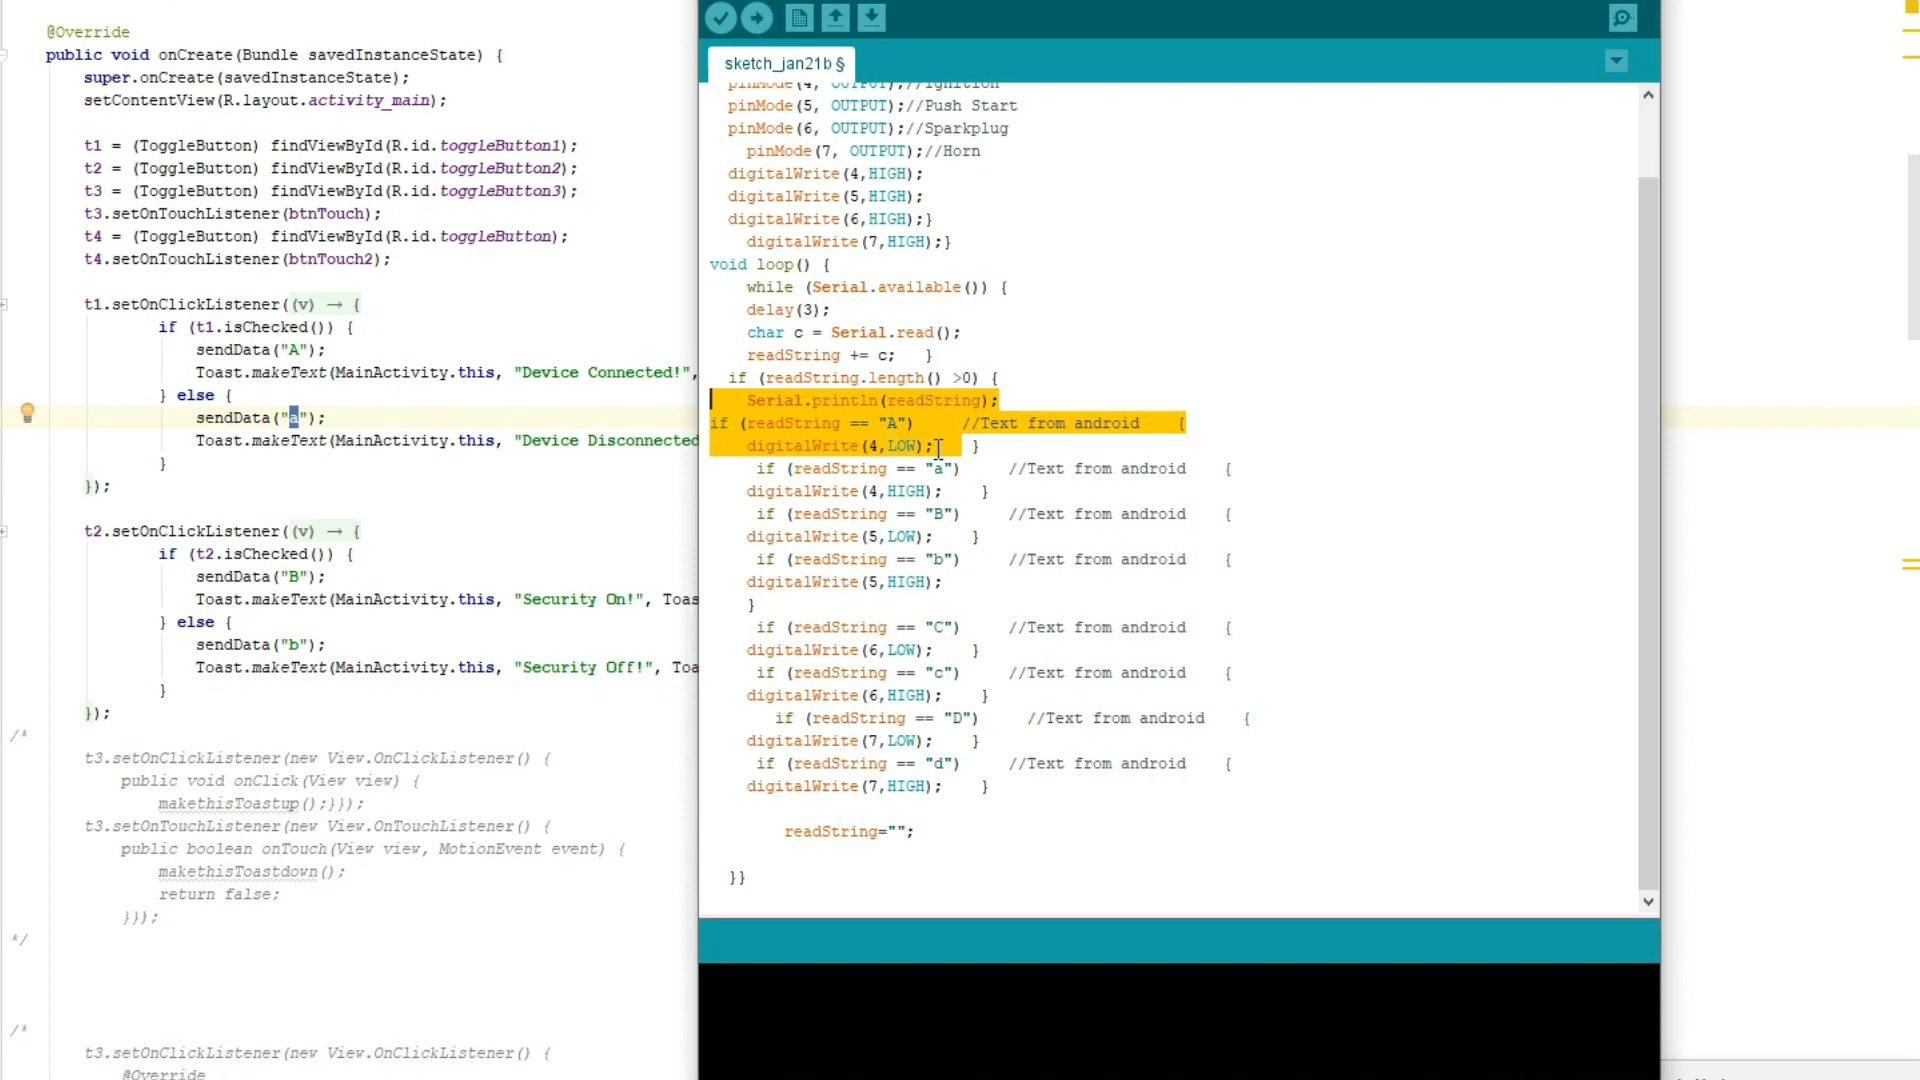 @Override
public void onCreate(Bundle savedInstanceState) {
super.onCreate(savedInstanceState);
setContentView(R.layout.activity_main);
t1 = (ToggleButton) findViewById(R.id.toggleButton1);
t2 = (ToggleButton) findViewById(R.id.toggleButton2);
t3 = (ToggleButton) findViewById(R.id.toggleButton3);
t3.setOnTouchListener(btnTouch);
t4 = (ToggleButton) findViewById(R.id.toggleButton);
t4.setOnTouchListener(btnTouch2);
t1.setOnClickListener((v) → {
if (t1.isChecked()) {
sendData("A");
Toast.makeText(MainActivity.this, "Device Connected!",
} else {
sendData("a");
Toast.makeText(MainActivity.this, "Device Disconnected
}
});
t2.setOnClickListener((v) → {
if (t2.isChecked()) {
sendData("B");
Toast.makeText(MainActivity.this, "Security On!", Toas
} else {
sendData("b");
Toast.makeText(MainActivity.this, "Security Off!", Toa
}
});
/*
t3.setOnClickListener(new View.OnClickListener() {
public void onClick(View view) {
makethisToastup();}});
t3.setOnTouchListener(new View.OnTouchListener() {
public boolean onTouch(View view, MotionEvent event) {
makethisToastdown();
return false;
}});
*/
/*
t3.setOnClickListener(new View.OnClickListener() {
@Override
sketch_jan21b §
pinMode(4, OUTPUT);//Ignition
pinMode(5, OUTPUT);//Push Start
pinMode(6, OUTPUT);//Sparkplug
pinMode(7, OUTPUT);//Horn
digitalWrite(4,HIGH);
digitalWrite(5,HIGH);
digitalWrite(6,HIGH);}
digitalWrite(7,HIGH);}
void loop() {
while (Serial.available()) {
delay(3);
char c = Serial.read();
readString += c; }
if (readString.length() >0) {
Serial.println(readString);
if (readString == "A") //Text from android {
digitalWrite(4,LOW); }
if (readString == "a") //Text from android {
digitalWrite(4,HIGH); }
if (readString == "B") //Text from android {
digitalWrite(5,LOW); }
if (readString == "b") //Text from android {
digitalWrite(5,HIGH);
}
if (readString == "C") //Text from android {
digitalWrite(6,LOW); }
if (readString == "c") //Text from android {
digitalWrite(6,HIGH); }
if (readString == "D") //Text from android {
digitalWrite(7,LOW); }
if (readString == "d") //Text from android {
digitalWrite(7,HIGH); }
readString="";
}}